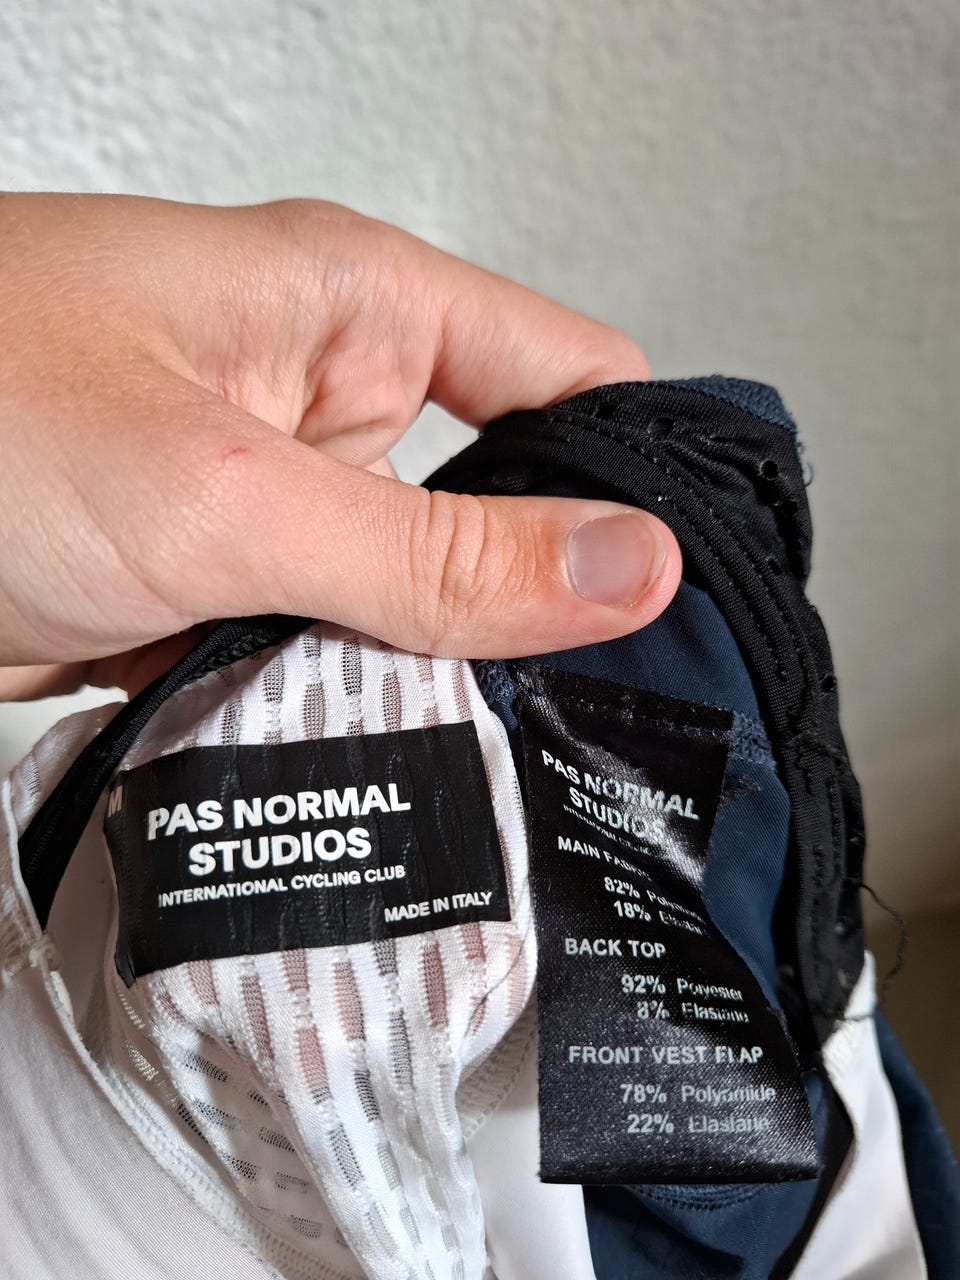 M
PAS NORMAL
STUDIOS
INTERNATIONAL CYCLING CLUB
MADE IN ITALY
PAS NORMAL
STUDIOS
MAIN
82%
18%
BACK TOP
92% Polyester
8% Elastane
FRONT VEST FLAP
78% Polyamide
22% Elastane